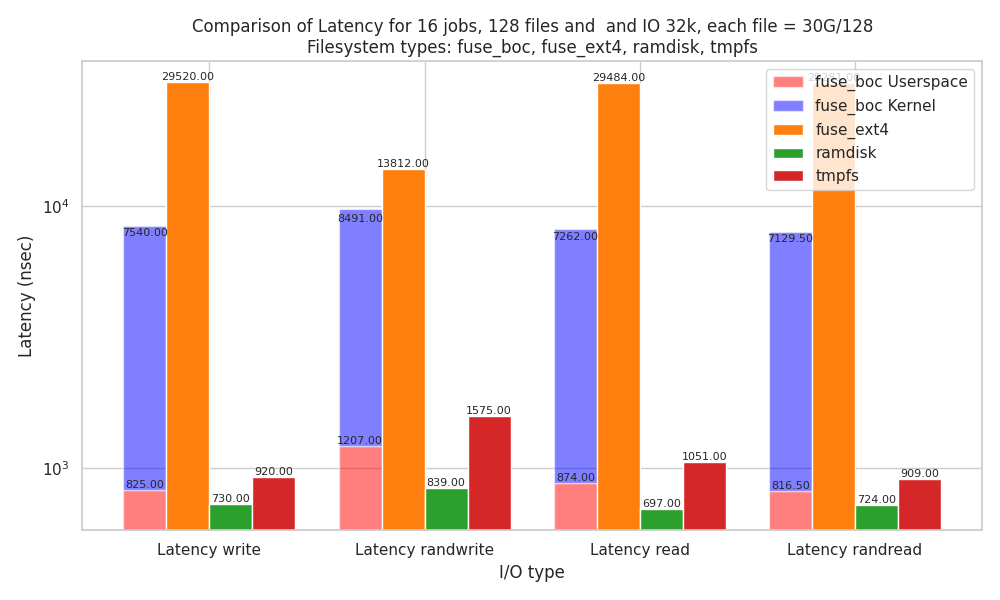 Comparison of Latency for 16 jobs, 128 files and  and IO 32k, each file = 30G/128
Filesystem types: fuse_boc, fuse_ext4, ramdisk, tmpfs
Latency (nsec)
10^4
10^3
29520.00
7540.00
825.00
730.00
920.00
13812.00
8491.00
1207.00
839.00
1575.00
29484.00
7262.00
874.00
697.00
1051.00
7129.50
816.50
724.00
909.00
fuse_boc Userspace
fuse_boc Kernel
fuse_ext4
ramdisk
tmpfs
Latency write
Latency randwrite
Latency read
Latency randread
I/O type